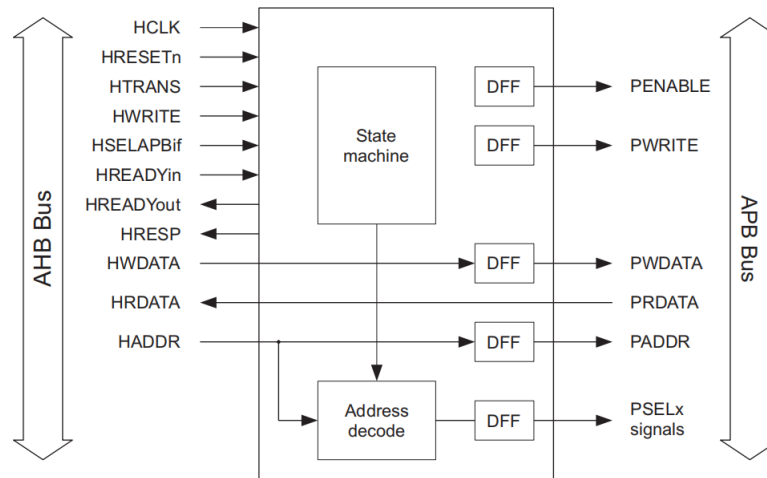 AHB Bus
HCLK
HRESETn
HTRANS
HWRITE
HSELAPBif
HREADYin
HREADYout
HRESP
HWDATA
HRDATA
HADDR
State
machine
Address
decode
DFF
DFF
DFF
DFF
DFF
PENABLE
PWRITE
PWDATA
PRDATA
PADDR
PSELx
signals
APB Bus